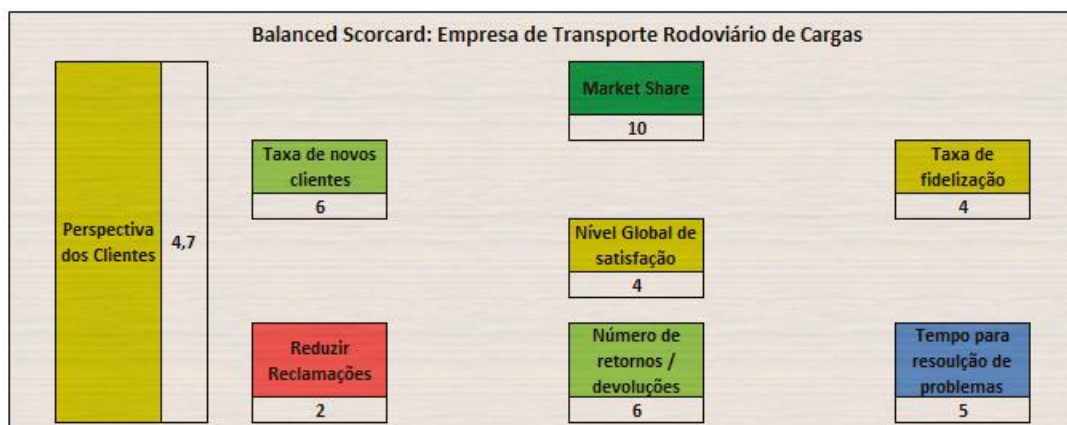 Balanced Scorcard: Empresa de Transporte Rodoviário de Cargas
Market Share
10
Taxa de novos
clientes
6
Taxa de
fidelização
4
Perspectiva
dos Clientes
4,7
Nível Global de
satisfação
4
Reduzir
Reclamações
2
Número de
retornos /
devoluções
6
Tempo para
resoulção de
problemas
5